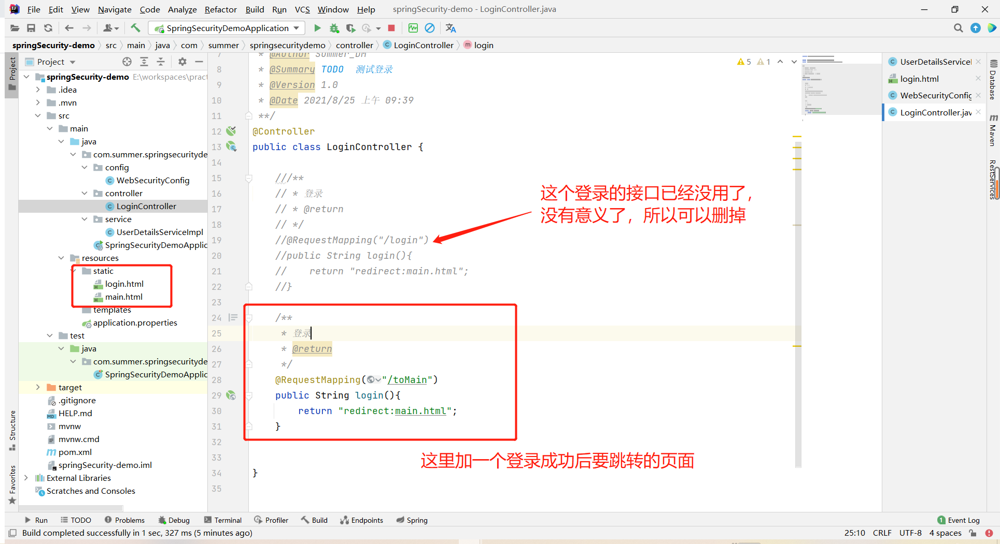 File Edit View Navigate Code Analyze Refactor Build Run VCS Window Help springSecurity-demo - LoginController.java
SpringSecurityDemoApplication
springSecurity-demo src main java com summer springsecuritydemo controller LoginController login
Project
Project
springSecurity-demo E:\workspaces\pract
.idea
.mvn
src
main
java
com.summer.springsecurityde
config
WebSecurityConfig
controller
LoginController
service
UserDetailsServiceImpl
SpringSecurityDemoApplic
resources
static
login.html
main.html
templates
application.properties
test
java
com.summer.springsecurityde
SpringSecurityDemoApplic
target
.gitignore
HELP.md
mvnw
mvnw.cmd
pom.xml
springSecurity-demo.iml
External Libraries
Scratches and Consoles
Structure
Favorites
7 * @Author Summer_DM
8 * @Summary TODO 测试登录
9 * @Version 1.0
10 * @Date 2021/8/25 上午 09:39
11 **/
12 @Controller
13 public class LoginController {
14
15 ///**
16 // * 登录
17 // * @return
18 // */
19 //@RequestMapping("/login")
20 //public String login(){
21 // return "redirect:main.html";
22 //}
23
24 /**
25 * 登录
26 * @return
27 */
28 @RequestMapping("/toMain")
29 public String login(){
30 return "redirect:main.html";
31 }
32
33
34 }
35
这个登录的接口已经没用了，
没有意义了，所以可以删掉
这里加一个登录成功后要跳转的页面
5 1
UserDetailsServiceI
login.html
WebSecurityConfig
LoginController.jav
Database
Maven
RestServices
Run TODO Problems Debug Terminal Profiler Build Endpoints Spring 1 Event Log
Build completed successfully in 1 sec, 327 ms (5 minutes ago) 25:10 CRLF UTF-8 4 spaces